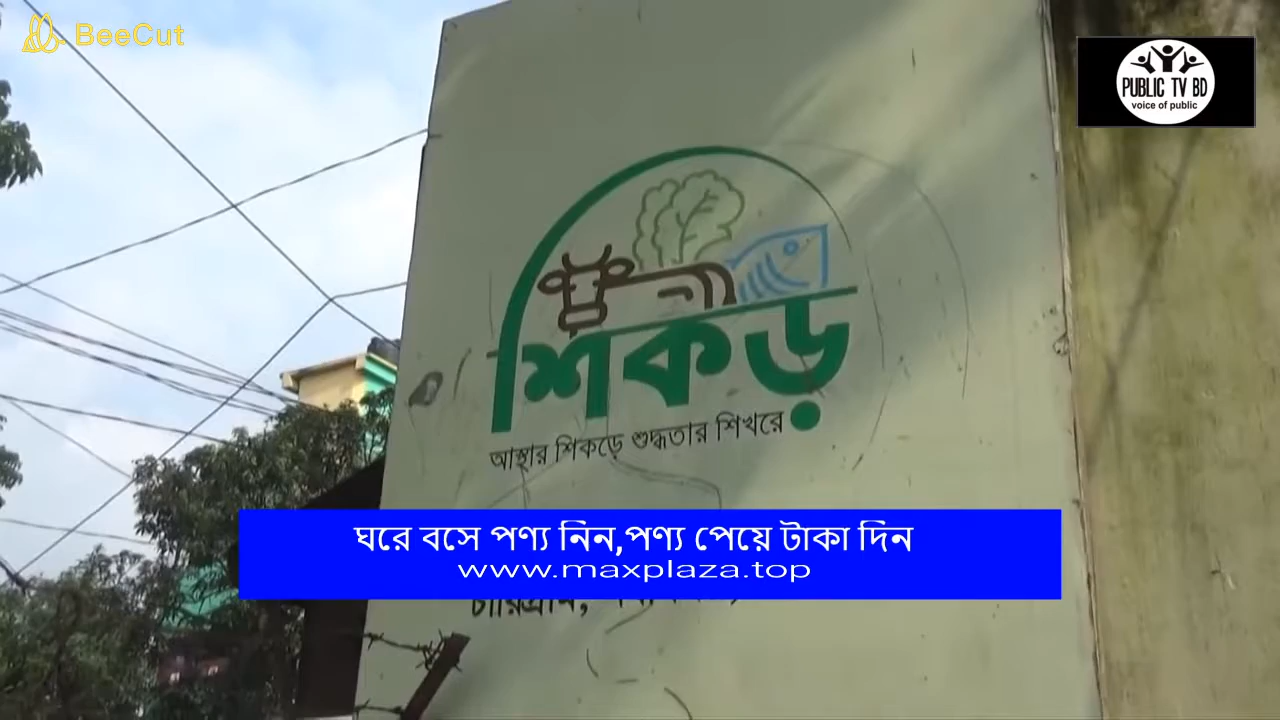 BeeCut
PUBLIC TV BD
voice of public
শিকড়
আস্থার শিকড়ে শুদ্ধতার শিখরে
ঘরে বসে পণ্য নিন,পণ্য পেয়ে টাকা দিন
www.maxplaza.top